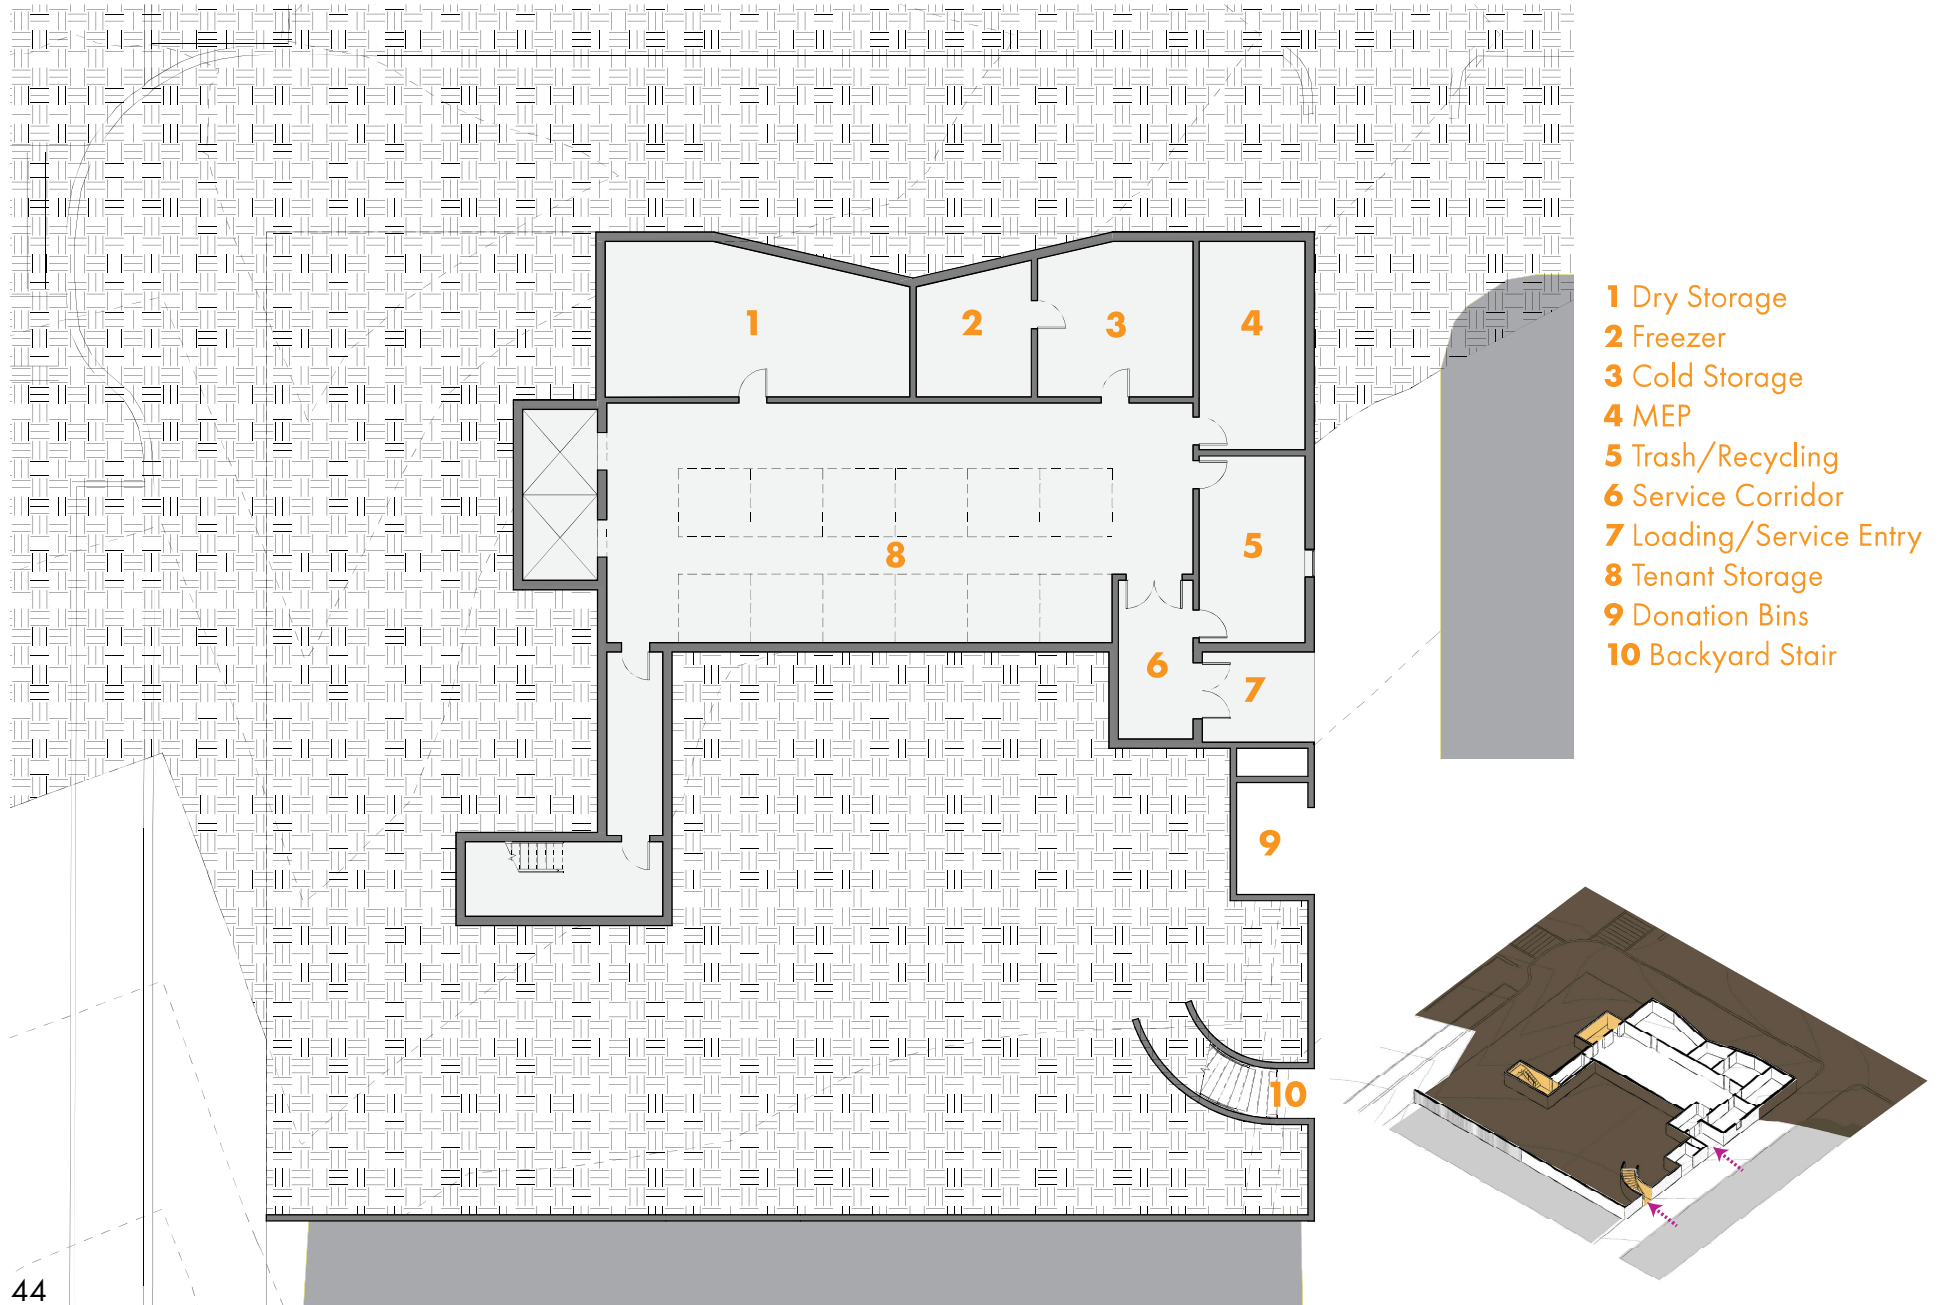 1
2
3
4
5
6
7
8
9
10
1 Dry Storage
2 Freezer
3 Cold Storage
4 MEP
5 Trash/Recycling
6 Service Corridor
7 Loading/Service Entry
8 Tenant Storage
9 Donation Bins
10 Backyard Stair
44